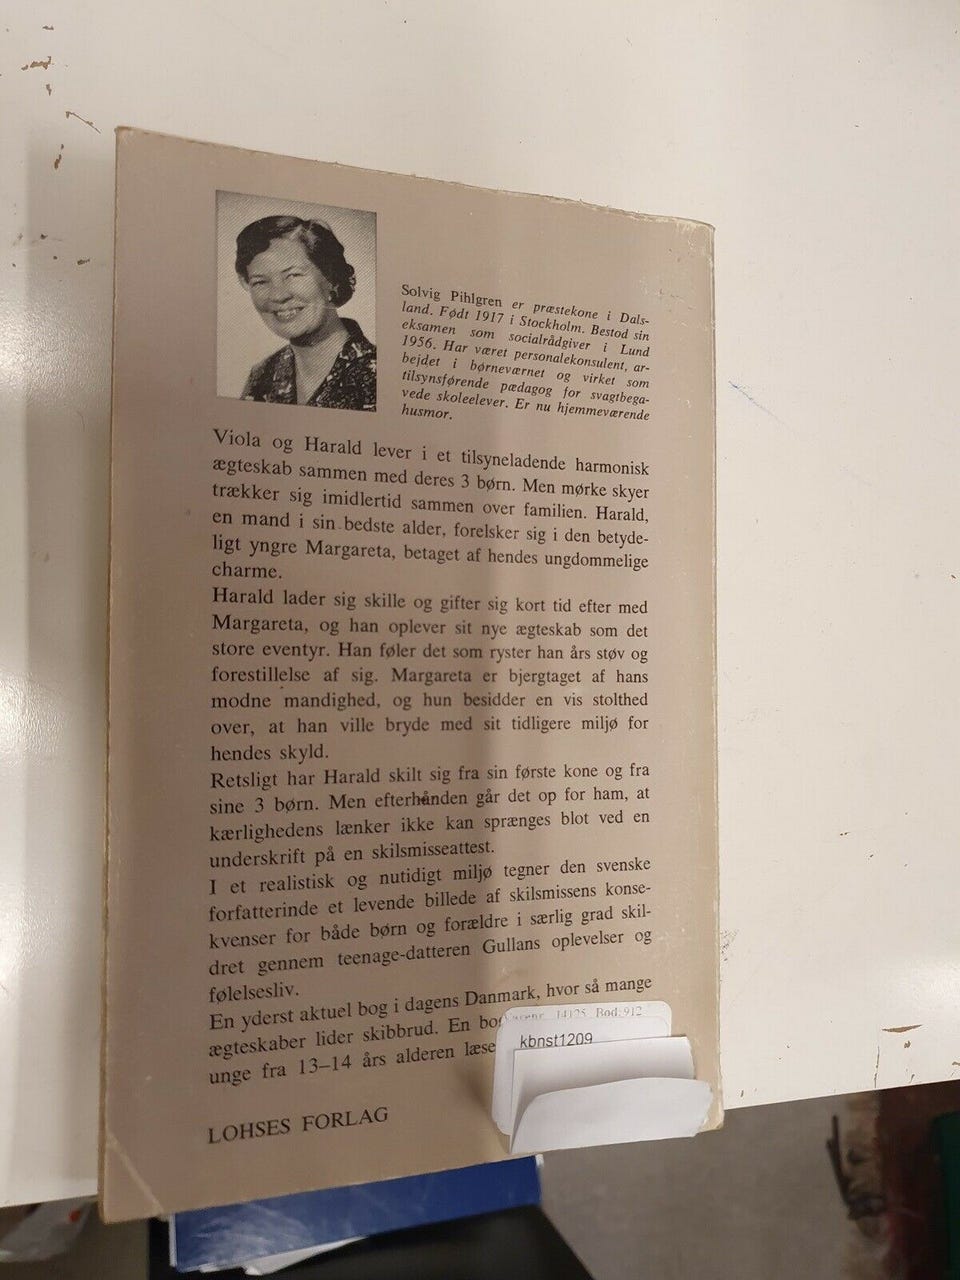 Solvig Pihlgren er præstekone i Dals-
land. Født 1917 i Stockholm. Bestod sin
eksamen som socialrådgiver i Lund
1956. Har været personalekonsulent, ar-
bejdet i børneværnet og virket som
tilsynsførende pædagog for svagtbega-
vede skoleelever. Er nu hjemmeværende
husmor.
Viola og Harald lever i et tilsyneladende harmonisk
ægteskab sammen med deres 3 børn. Men mørke skyer
trækker sig imidlertid sammen over familien. Harald,
en mand i sin bedste alder, forelsker sig i den betyde-
ligt yngre Margareta, betaget af hendes ungdommelige
charme.
Harald lader sig skille og gifter sig kort tid efter med
Margareta, og han oplever sit nye ægteskab som det
store eventyr. Han føler det som ryster han års støv og
forestillelse af sig. Margareta er bjergtaget af hans
modne mandighed, og hun besidder en vis stolthed
over, at han ville bryde med sit tidligere miljø for
hendes skyld.
Retsligt har Harald skilt sig fra sin første kone og fra
sine 3 børn. Men efterhånden går det op for ham, at
kærlighedens lænker ikke kan sprænges blot ved en
underskrift på en skilsmisseattest.
I et realistisk og nutidigt miljø tegner den svenske
forfatterinde et levende billede af skilsmissens konse-
kvenser for både børn og forældre i særlig grad skil-
dret gennem teenage-datteren Gullans oplevelser og
følelsesliv.
En yderst aktuel bog i dagens Danmark, hvor så mange
ægteskaber lider skibbrud. En
unge fra 13–14 års alderen
14125 Bod: 912
kbnst1209
LOHSES FORLAG